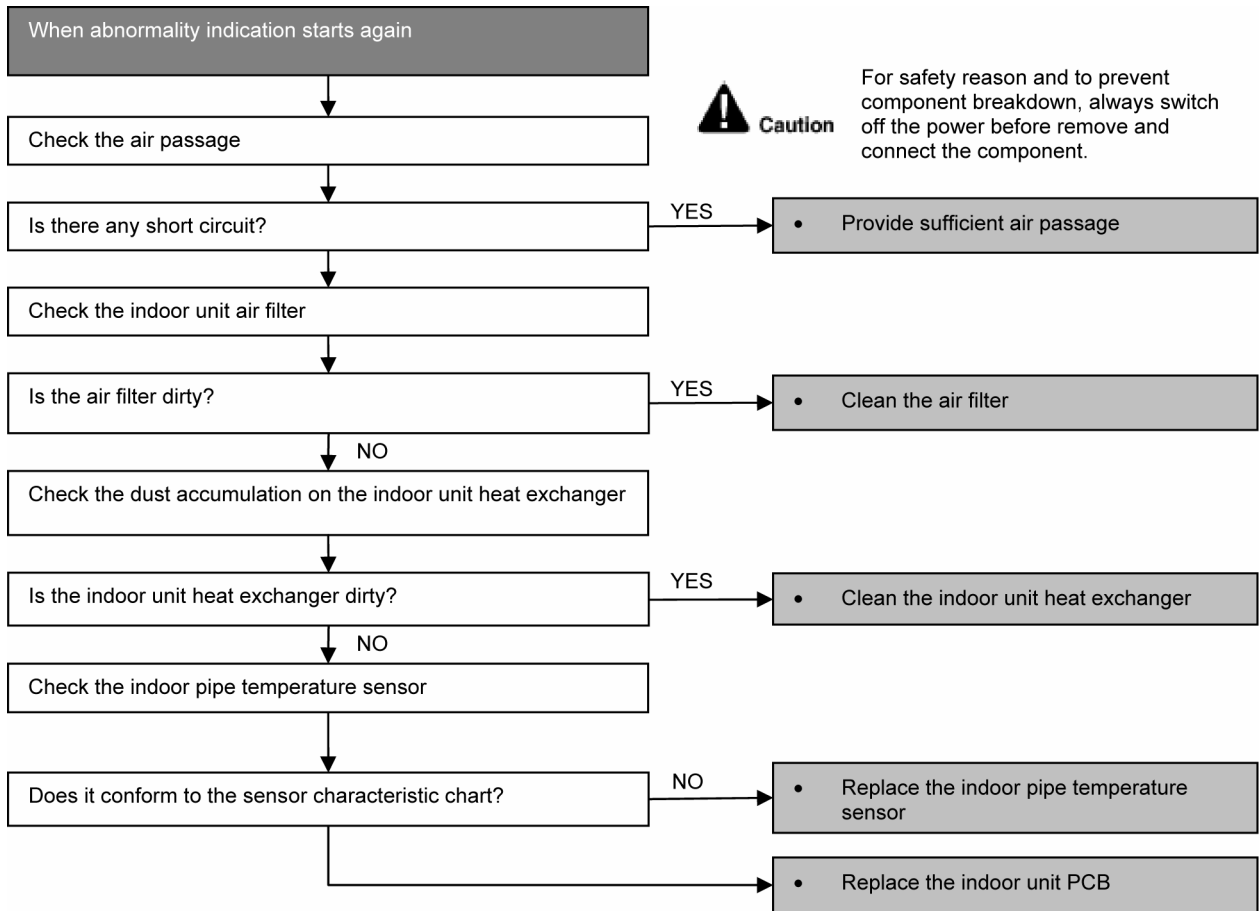 When abnormality indication starts again
Caution
For safety reason and to prevent
component breakdown, always switch
off the power before remove and
connect the component.
Check the air passage
Is there any short circuit?
YES
• Provide sufficient air passage
Check the indoor unit air filter
Is the air filter dirty?
YES
• Clean the air filter
NO
Check the dust accumulation on the indoor unit heat exchanger
Is the indoor unit heat exchanger dirty?
YES
• Clean the indoor unit heat exchanger
NO
Check the indoor pipe temperature sensor
Does it conform to the sensor characteristic chart?
NO
• Replace the indoor pipe temperature
sensor
• Replace the indoor unit PCB